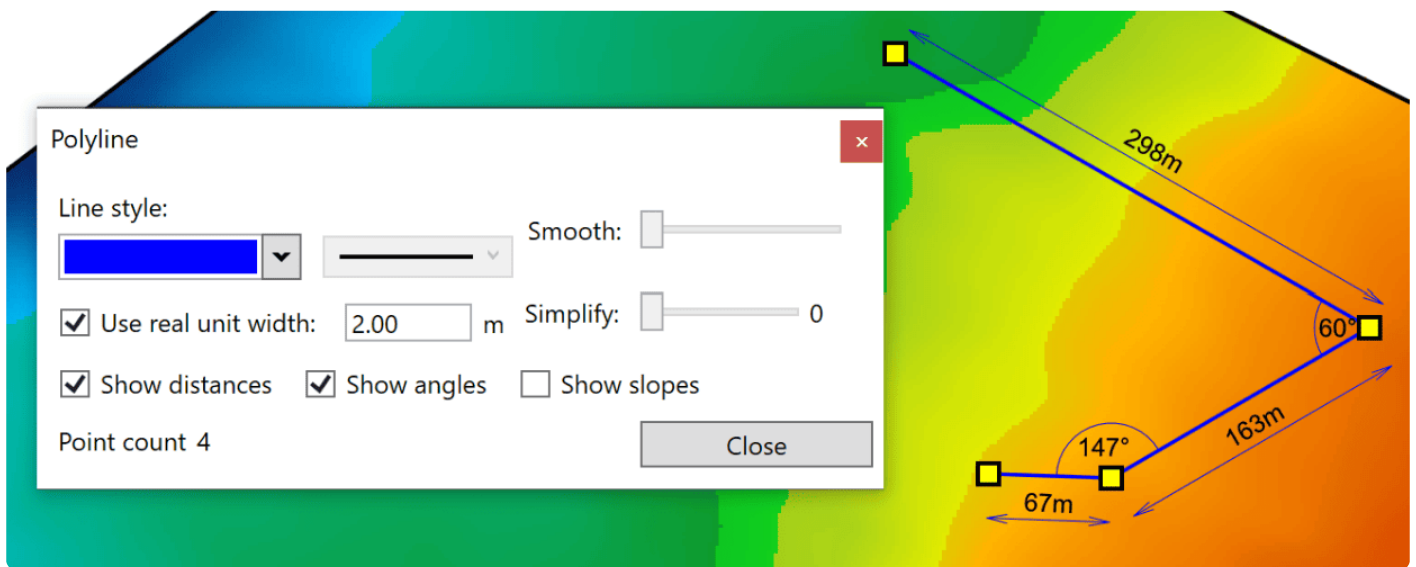 Polyline
Line style:
Smooth:
Use real unit width: 2.00 m
Simplify: 0
Show distances Show angles Show slopes
Point count 4
Close
298m
60°
163m
147°
67m